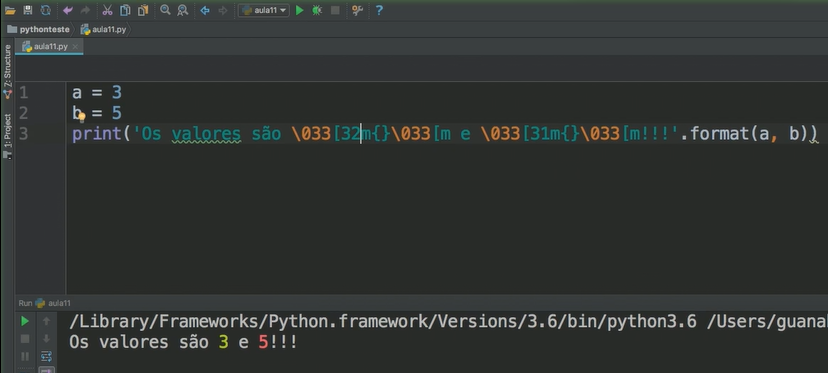 aula11
pythonteste aula11.py
aula11.py
Z: Structure
1: Project
1 a = 3
2 b = 5
3 print('Os valores são \033[32m{}\033[m e \033[31m{}\033[m!!!'.format(a, b))
Run aula11
/Library/Frameworks/Python.framework/Versions/3.6/bin/python3.6 /Users/guanab
Os valores são 3 e 5!!!